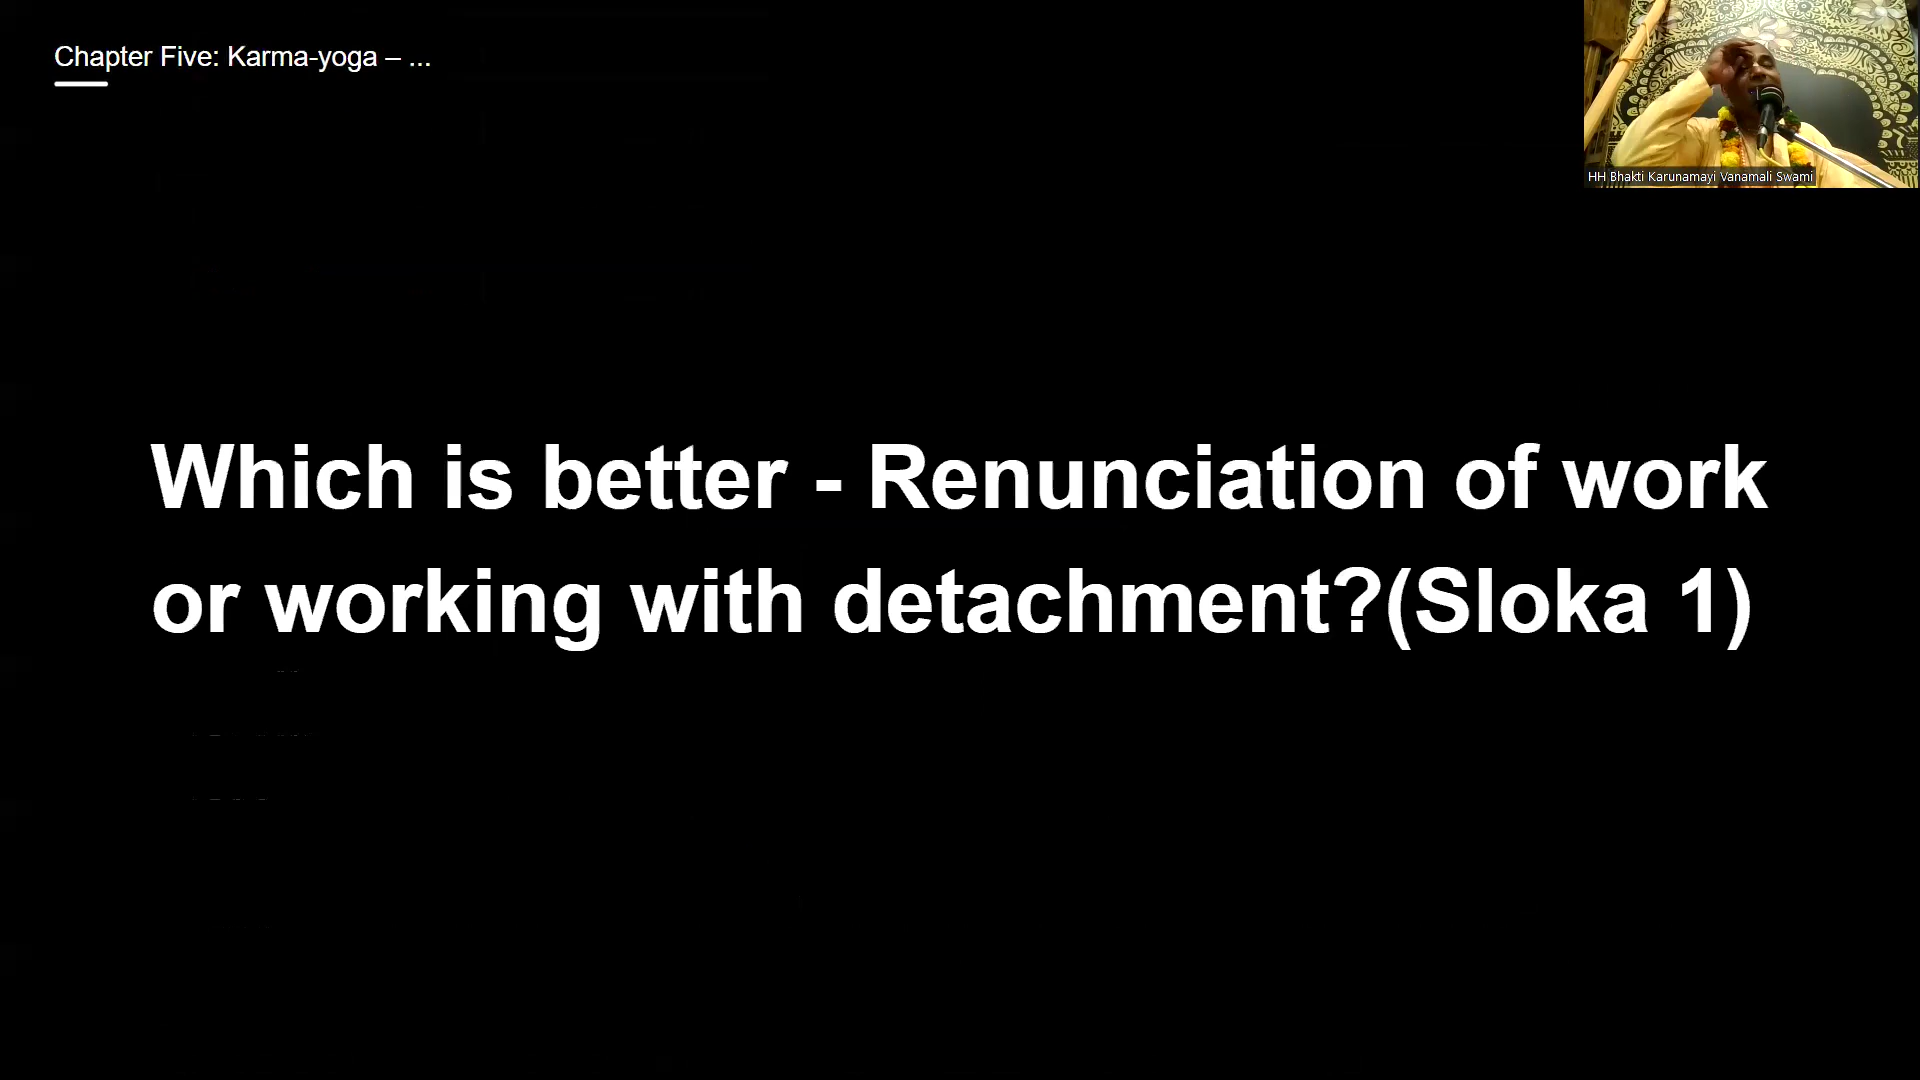 Chapter Five: Karma-yoga – ...
HH Bhakti Karunamayi Vanamali Swami
Which is better - Renunciation of work
or working with detachment?(Sloka 1)